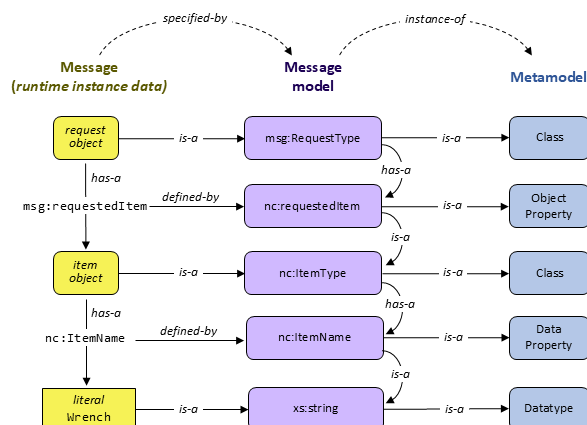 specified-by
instance-of
Message
(runtime instance data)
Message
model
Metamodel
request
object
is-a
msg:RequestType
is-a
Class
has-a
has-a
msg:requestedItem
defined-by
nc:requestedItem
is-a
Object
Property
is-a
item
object
is-a
nc:ItemType
is-a
Class
has-a
has-a
nc:ItemName
defined-by
nc:ItemName
is-a
Data
Property
is-a
literal
Wrench
is-a
xs:string
is-a
Datatype